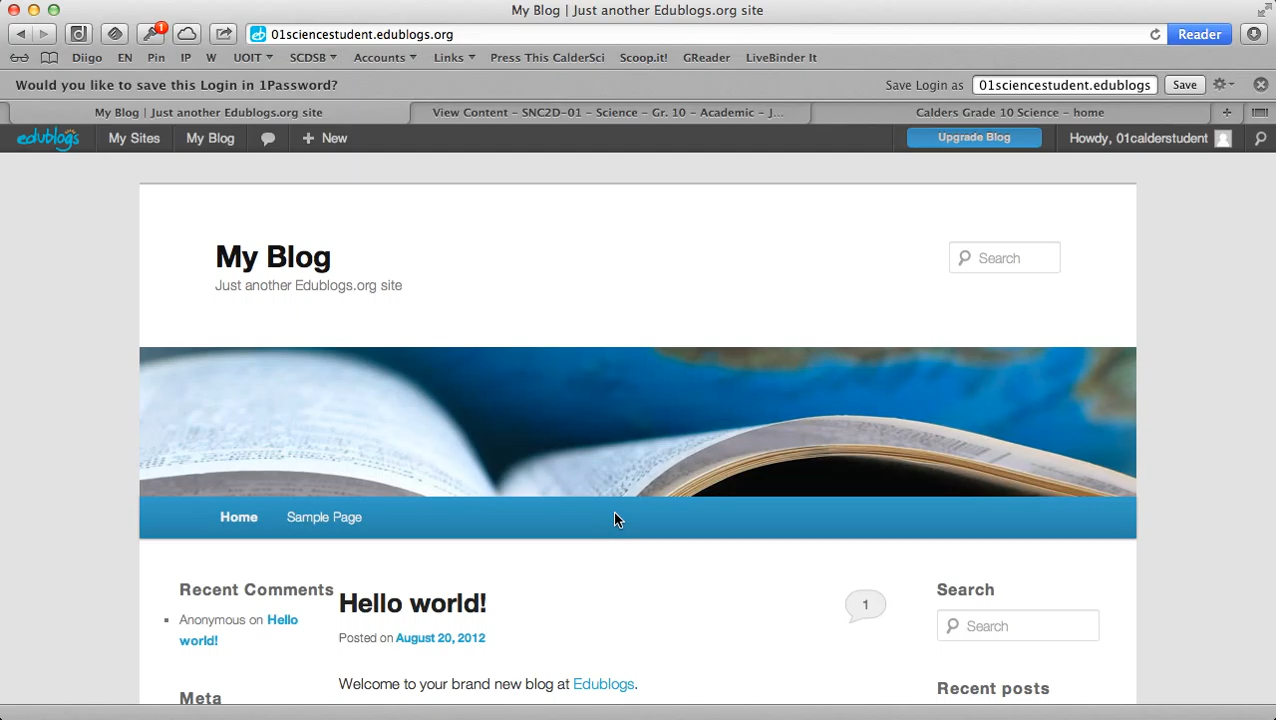 My Blog | Just another Edublogs.org site
1
01sciencestudent.edublogs.org
Reader
Diigo EN Pin IP W UOIT SCDSB Accounts Links Press This CalderSci Scoop.it! GReader LiveBinder It
Would you like to save this Login in 1Password?
Save Login as 01sciencestudent.edublogs Save
My Blog | Just another Edublogs.org site
View Content – SNC2D-01 – Science – Gr. 10 – Academic – J...
Calders Grade 10 Science – home
edublogs My Sites My Blog + New Upgrade Blog Howdy, 01calderstudent
My Blog
Just another Edublogs.org site
Search
Home Sample Page
Recent Comments
Anonymous on Hello
world!
Meta
Hello world!
1
Posted on August 20, 2012
Welcome to your brand new blog at Edublogs.
Search
Search
Recent posts